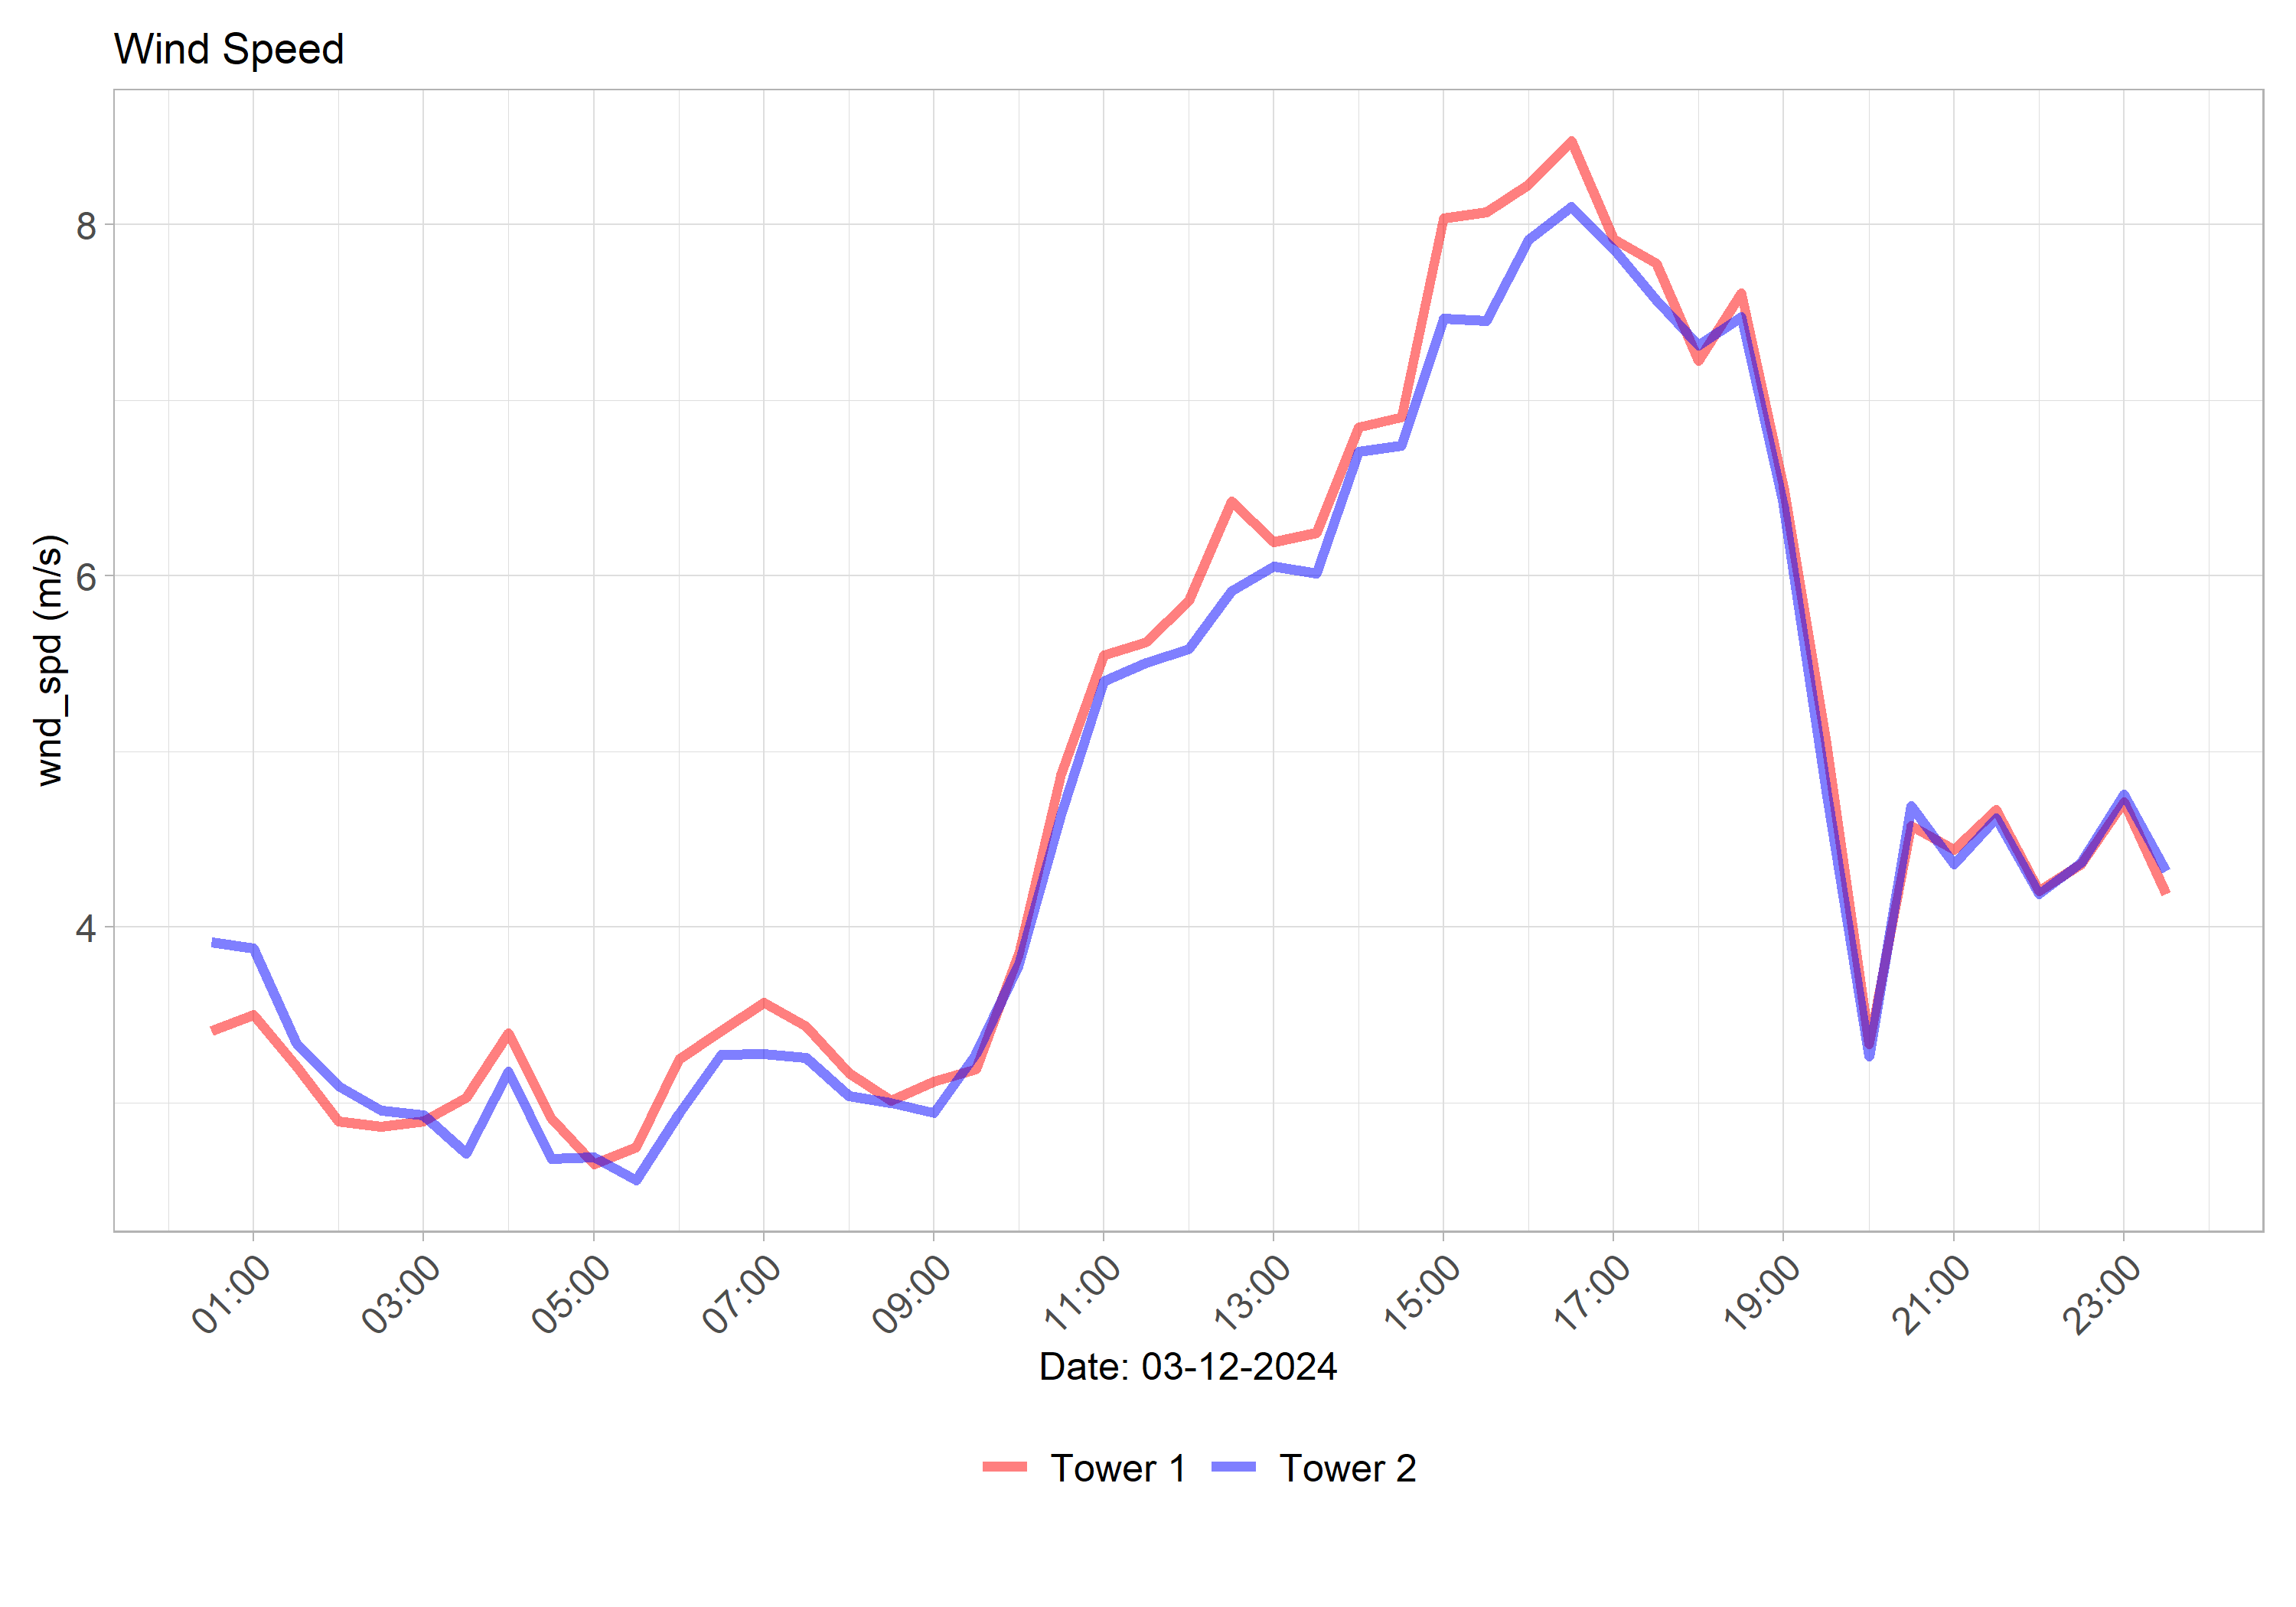 Wind Speed
wnd_spd (m/s)
8
6
4
01:00 03:00 05:00 07:00 09:00 11:00 13:00 15:00 17:00 19:00 21:00 23:00
Date: 03-12-2024
Tower 1 Tower 2